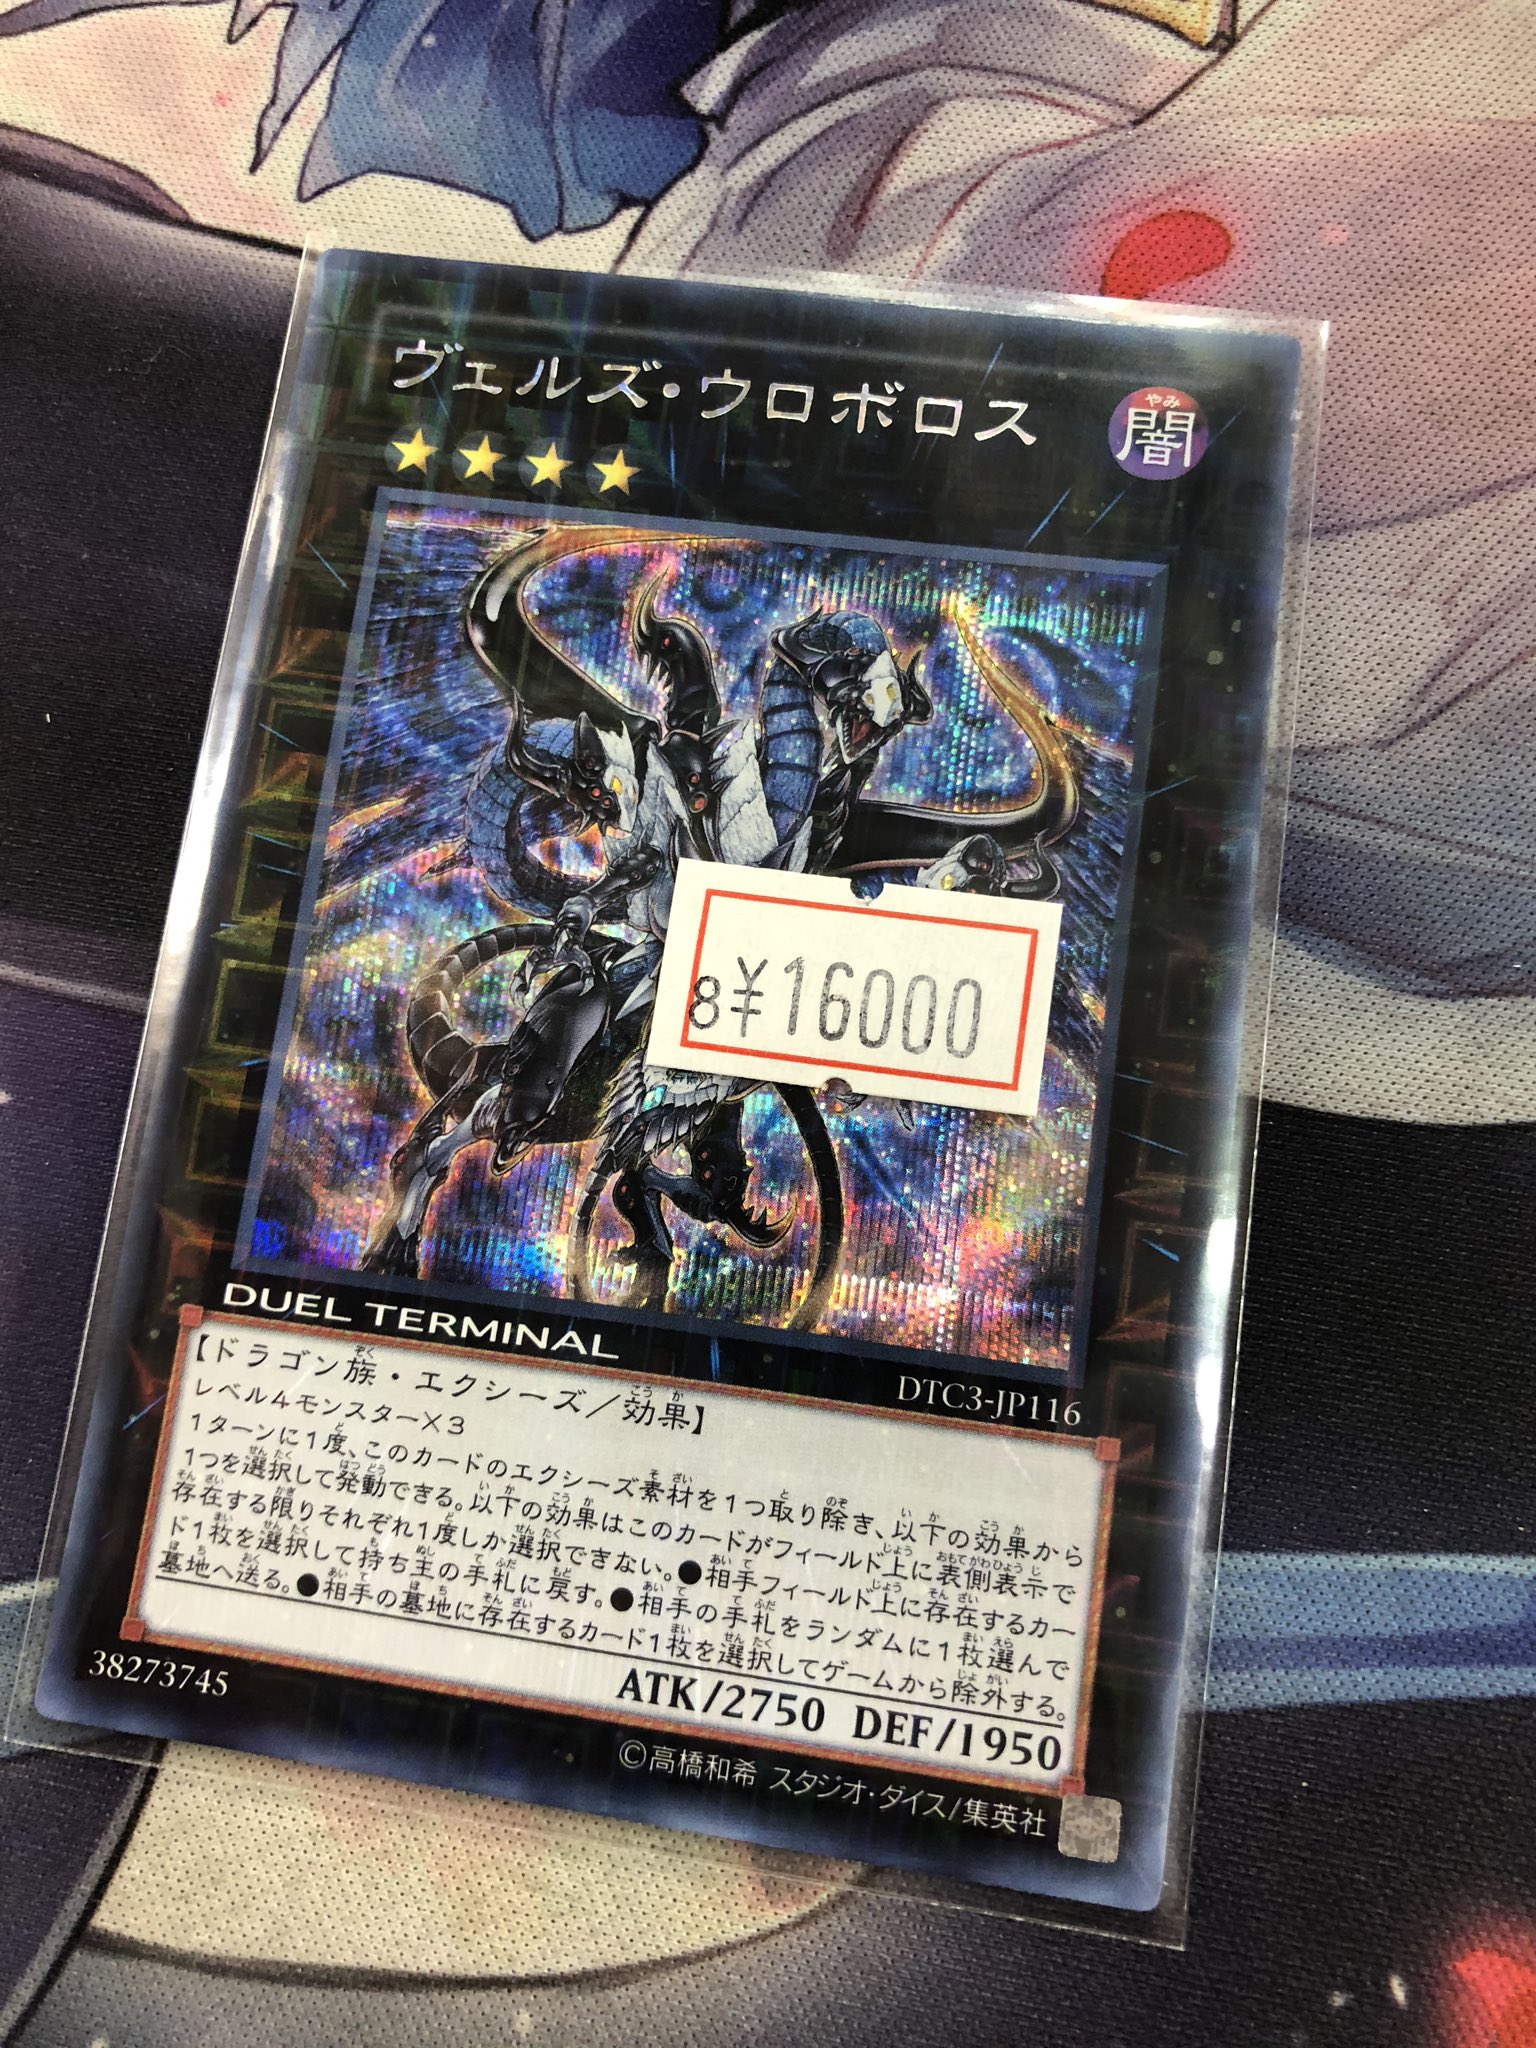 ヴェルズ・ウロボロス
闇
8¥16000
DUEL TERMINAL
DTC3-JP116
【ドラゴン族・エクシーズ/効果】
レベル4モンスター×3
1ターンに1度、このカードのエクシーズ素材を1つ取り除き、以下の効果から
1つを選択して発動できる。以下の効果はこのカードがフィールド上に表側表示で
存在する限りそれぞれ1度しか選択できない。●相手フィールド上に存在するカー
ド1枚を選択して持ち主の手札に戻す。●相手の手札をランダムに1枚選んで
墓地へ送る。●相手の墓地に存在するカード1枚を選択してゲームから除外する。
ATK/2750 DEF/1950
38273745
©高橋和希 スタジオ・ダイス/集英社